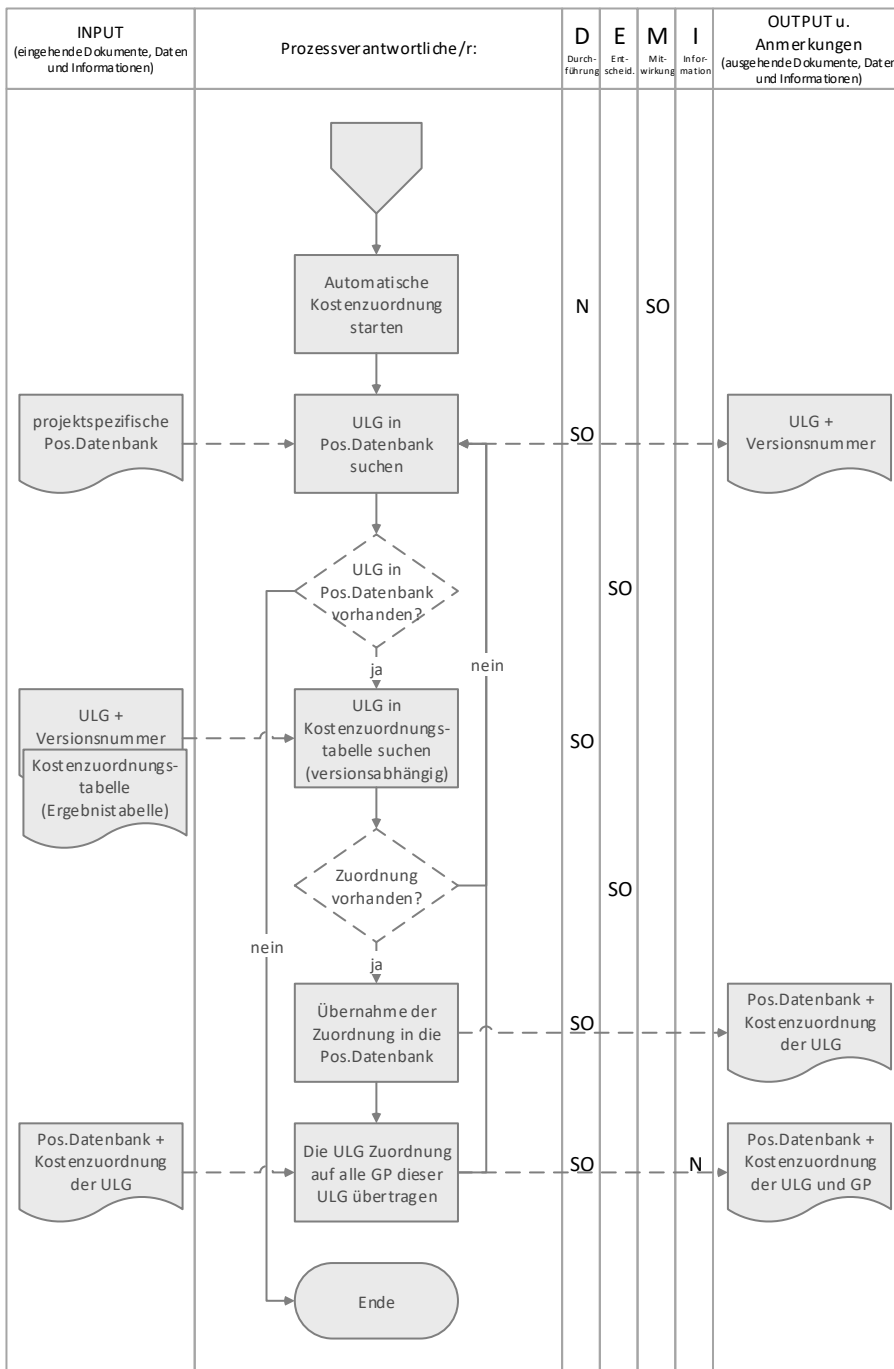 INPUT
(eingehende Dokumente, Daten
und Informationen)
Prozessverantwortliche/r:
D
Durch-
führung
E
Ent-
scheid.
M
Mit-
wirkung
I
Infor-
mation
OUTPUT u.
Anmerkungen
(ausgehende Dokumente, Daten
und Informationen)
Automatische
Kostenzuordnung
starten
N
SO
projektspezifische
Pos.Datenbank
ULG in
Pos.Datenbank
suchen
SO
ULG +
Versionsnummer
ULG in
Pos.Datenbank
vorhanden?
SO
ja
nein
ULG +
Versionsnummer
Kostenzuordnungs-
tabelle
(Ergebnistabelle)
ULG in
Kostenzuordnungs-
tabelle suchen
(versionsabhängig)
SO
Zuordnung
vorhanden?
SO
nein
ja
Übernahme der
Zuordnung in die
Pos.Datenbank
SO
Pos.Datenbank +
Kostenzuordnung
der ULG
Pos.Datenbank +
Kostenzuordnung
der ULG
Die ULG Zuordnung
auf alle GP dieser
ULG übertragen
SO
N
Pos.Datenbank +
Kostenzuordnung
der ULG und GP
Ende